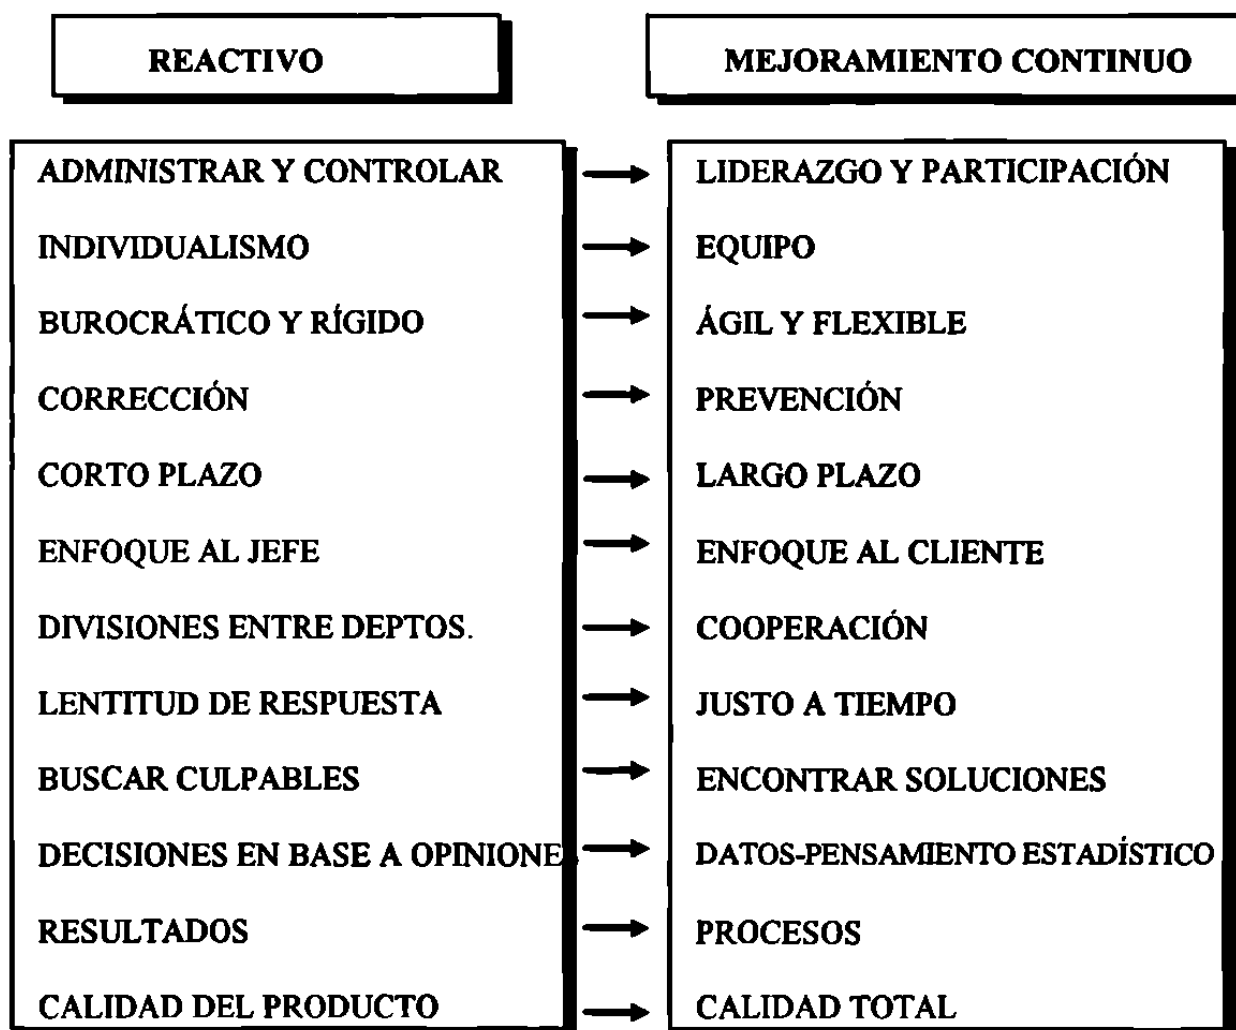 REACTIVO
MEJORAMIENTO CONTINUO
ADMINISTRAR Y CONTROLAR
LIDERAZGO Y PARTICIPACIÓN
INDIVIDUALISMO
EQUIPO
BUROCRÁTICO Y RÍGIDO
ÁGIL Y FLEXIBLE
CORRECCIÓN
PREVENCIÓN
CORTO PLAZO
LARGO PLAZO
ENFOQUE AL JEFE
ENFOQUE AL CLIENTE
DIVISIONES ENTRE DEPTOS.
COOPERACIÓN
LENTITUD DE RESPUESTA
JUSTO A TIEMPO
BUSCAR CULPABLES
ENCONTRAR SOLUCIONES
DECISIONES EN BASE A OPINIONE
DATOS-PENSAMIENTO ESTADÍSTICO
RESULTADOS
PROCESOS
CALIDAD DEL PRODUCTO
CALIDAD TOTAL